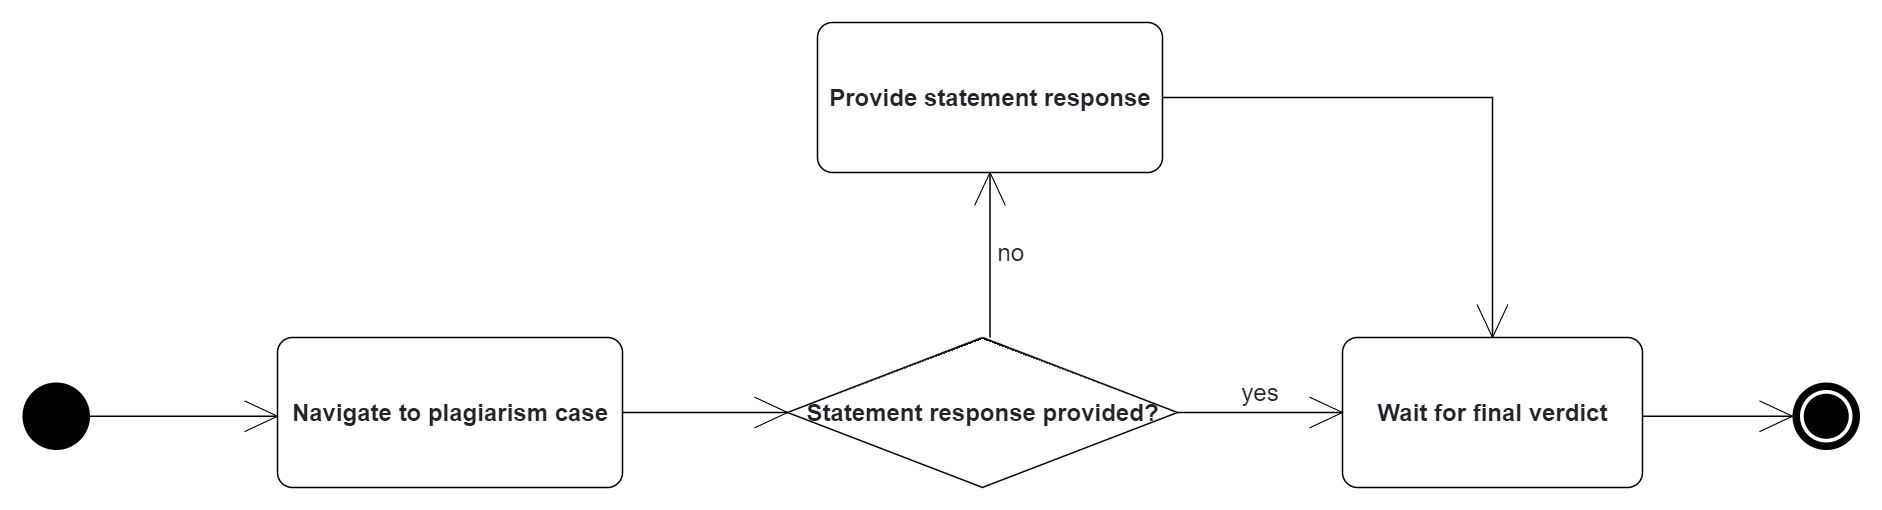 Provide statement response
no
Navigate to plagiarism case
Statement response provided?
yes
Wait for final verdict